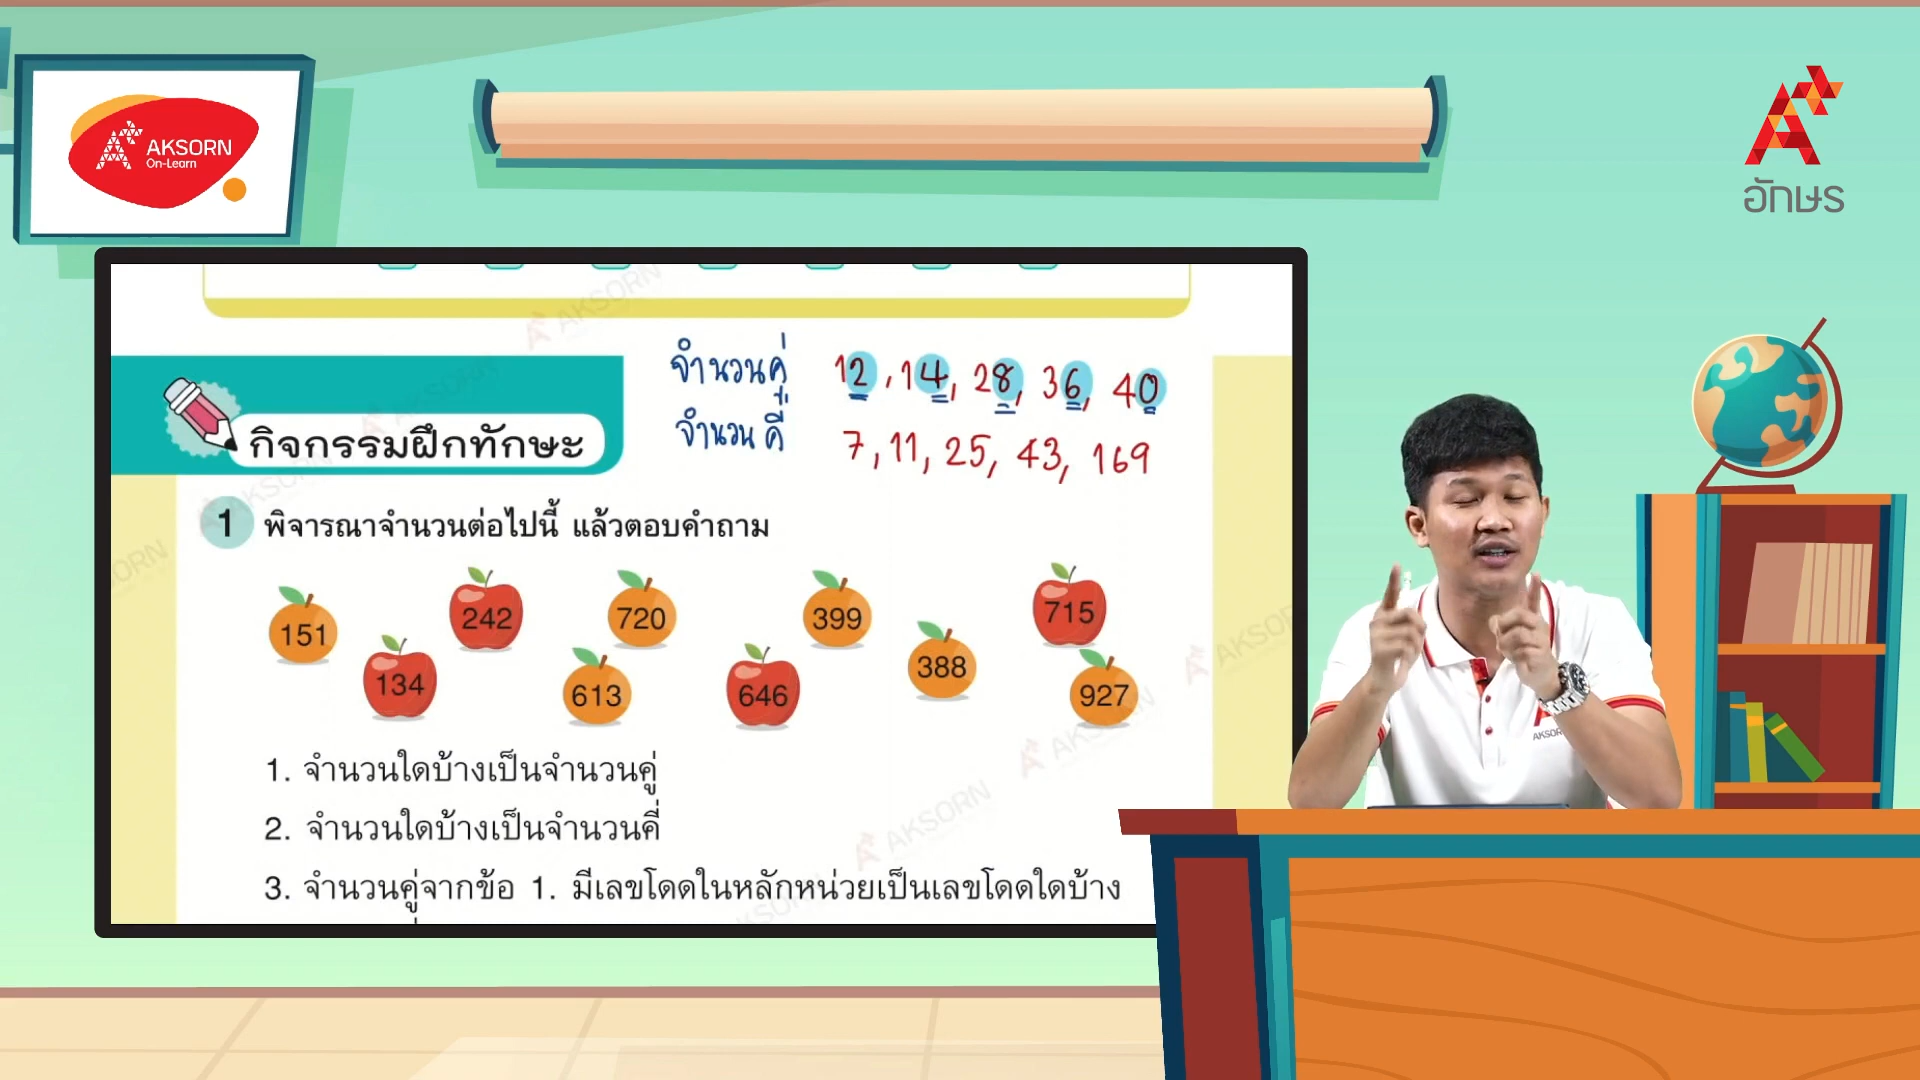 AKSORN
On-Learn
อักษร
จำนวนคู่ 12, 14, 28, 36, 40
จำนวนคี่ 7, 11, 25, 43, 169
กิจกรรมฝึกทักษะ
1 พิจารณาจำนวนต่อไปนี้ แล้วตอบคำถาม
151 242 720 399 715
134 613 646 388 927
1. จำนวนใดบ้างเป็นจำนวนคู่
2. จำนวนใดบ้างเป็นจำนวนคี่
3. จำนวนคู่จากข้อ 1. มีเลขโดดในหลักหน่วยเป็นเลขโดดใดบ้าง
AKSORN